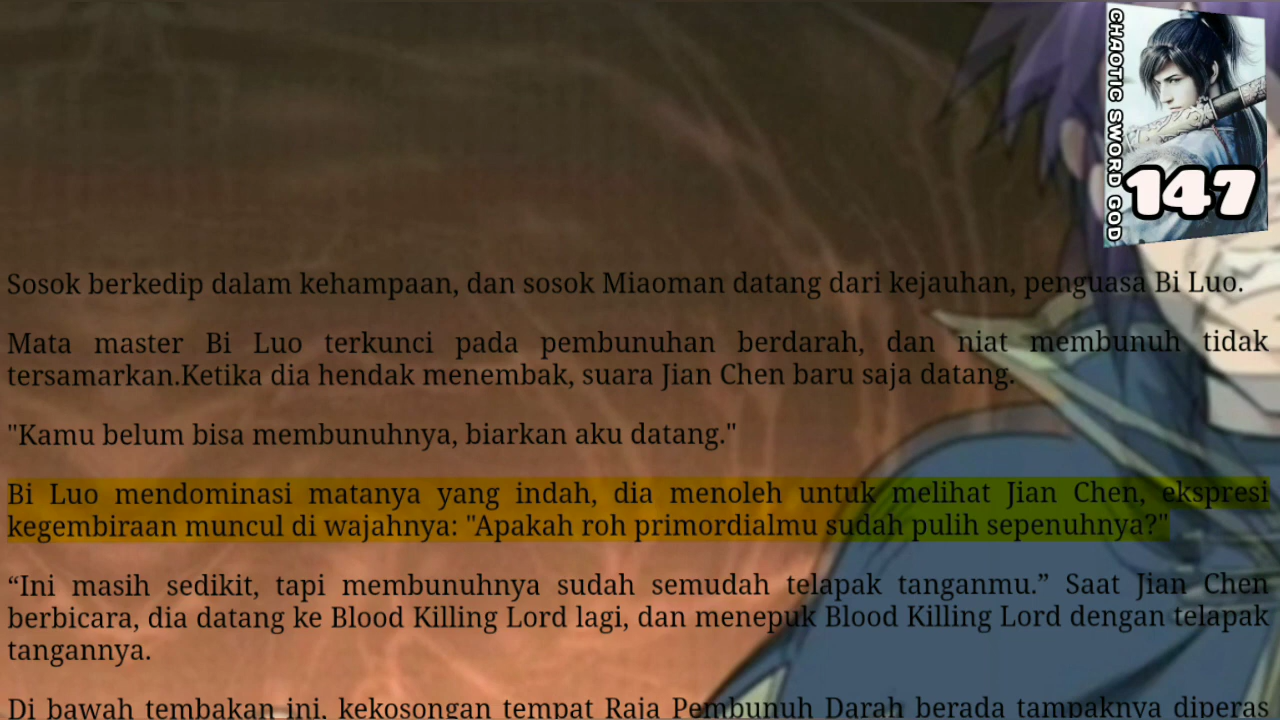 CHAOTIC SWORD GOD
147
Sosok berkedip dalam kehampaan, dan sosok Miaoman datang dari kejauhan, penguasa Bi Luo.
Mata master Bi Luo terkunci pada pembunuhan berdarah, dan niat membunuh tidak
tersamarkan.Ketika dia hendak menembak, suara Jian Chen baru saja datang.
"Kamu belum bisa membunuhnya, biarkan aku datang."
Bi Luo mendominasi matanya yang indah, dia menoleh untuk melihat Jian Chen, ekspresi
kegembiraan muncul di wajahnya: "Apakah roh primordialmu sudah pulih sepenuhnya?"
“Ini masih sedikit, tapi membunuhnya sudah semudah telapak tanganmu.” Saat Jian Chen
berbicara, dia datang ke Blood Killing Lord lagi, dan menepuk Blood Killing Lord dengan telapak
tangannya.
Di bawah tembakan ini, kekosongan tempat Raja Pembunuh Darah berada tampaknya diperas